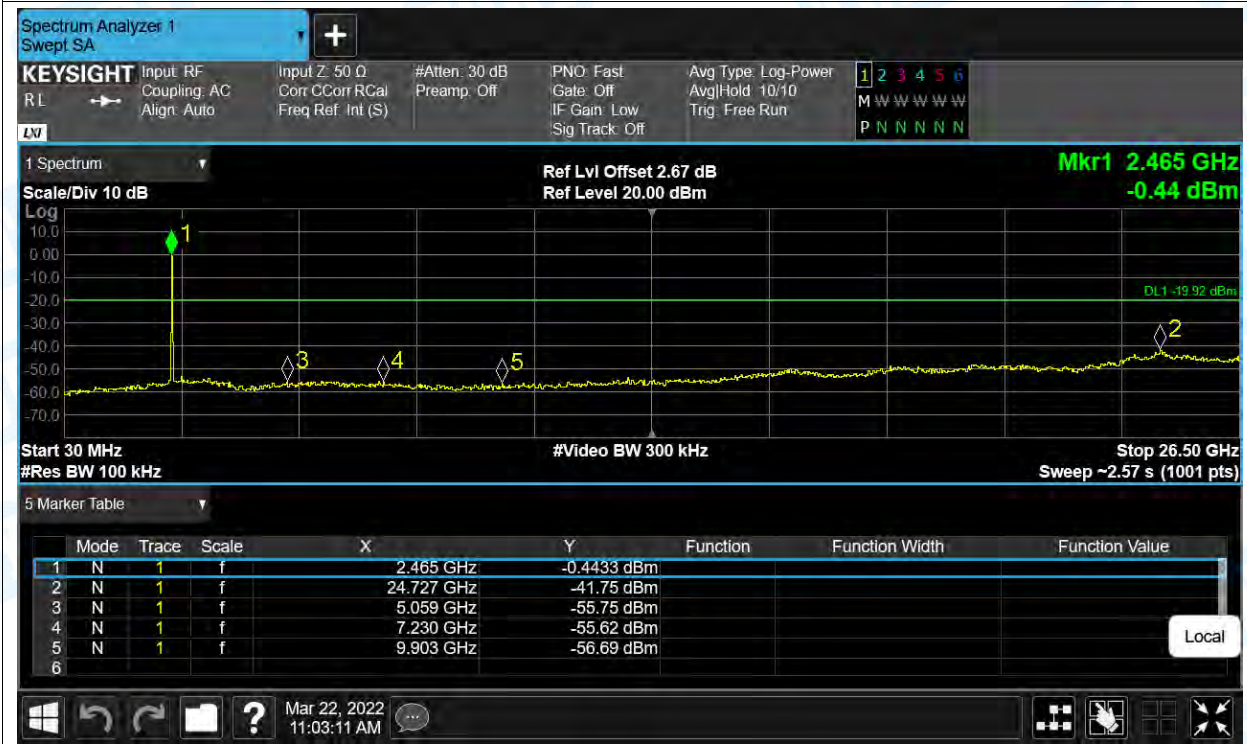 Spectrum Analyzer 1
Swept SA
+
KEYSIGHT Input: RF Input Z: 50 Ω #Atten: 30 dB PNO: Fast Avg Type: Log-Power 1 2 3 4 5 6
R L Coupling: AC Corr CCorr RCal Preamp: Off Gate: Off Avg|Hold: 10/10 M W W W W W
Align: Auto Freq Ref: Int (S) IF Gain: Low Trig: Free Run
LXI Sig Track: Off P N N N N N
1 Spectrum Ref Lvl Offset 2.67 dB Mkr1 2.465 GHz
Scale/Div 10 dB Ref Level 20.00 dBm -0.44 dBm
Log
10.0 1
0.00
-10.0
-20.0 DL1 -19.92 dBm
-30.0 2
-40.0 3 4 5
-50.0
-60.0
-70.0
Start 30 MHz #Video BW 300 kHz Stop 26.50 GHz
#Res BW 100 kHz Sweep ~2.57 s (1001 pts)
5 Marker Table
Mode Trace Scale X Y Function Function Width Function Value
1 N 1 f 2.465 GHz -0.4433 dBm
2 N 1 f 24.727 GHz -41.75 dBm
3 N 1 f 5.059 GHz -55.75 dBm
4 N 1 f 7.230 GHz -55.62 dBm
5 N 1 f 9.903 GHz -56.69 dBm
6
Local
? Mar 22, 2022
11:03:11 AM